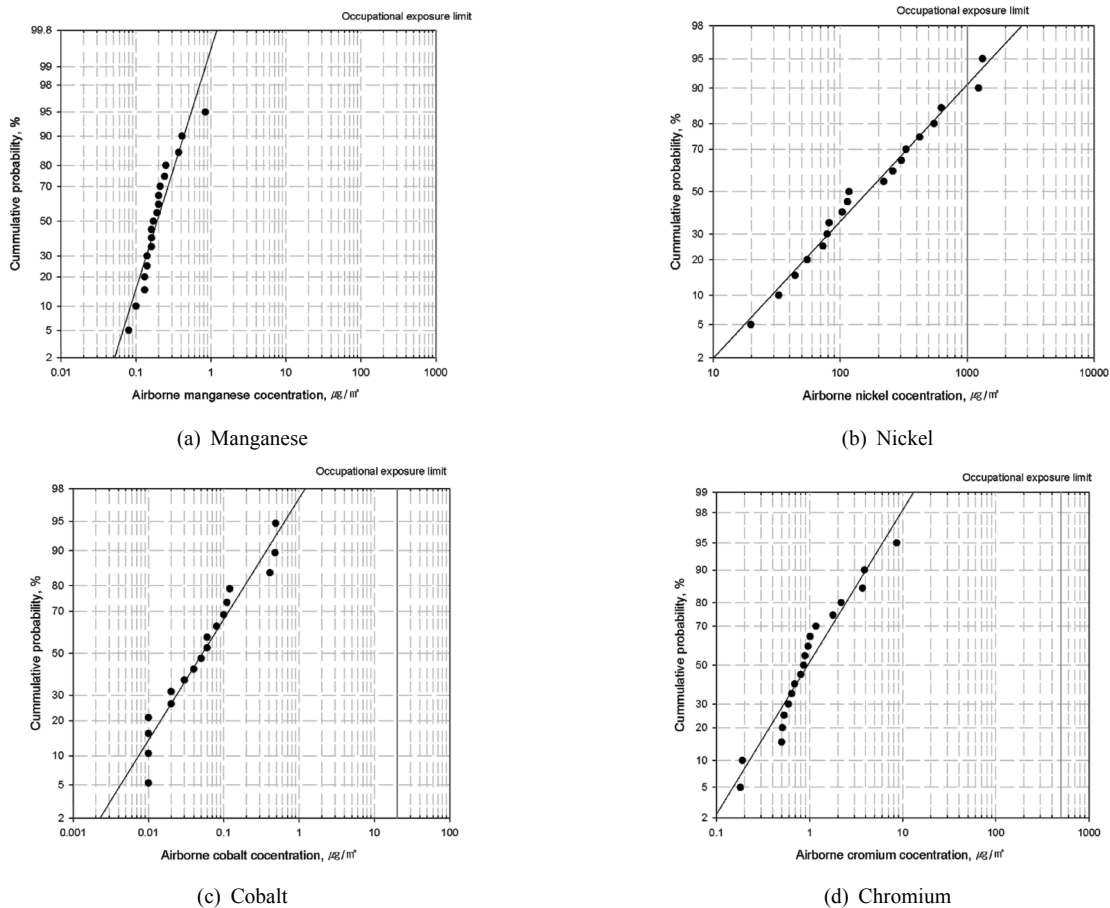 Occupational exposure limit
99.8
99
98
95
90
80
70
50
30
20
10
5
2
Cummulative probability, %
0.01 0.1 1 10 100 1000
Airborne manganese cocentration, ㎍/㎥
(a) Manganese
Occupational exposure limit
98
95
90
80
70
50
30
20
10
5
2
Cummulative probability, %
10 100 1000 10000
Airborne nickel cocentration, ㎍/㎥
(b) Nickel
Occupational exposure limit
98
95
90
80
70
50
30
20
10
5
2
Cummulative probability, %
0.001 0.01 0.1 1 10 100
Airborne cobalt cocentration, ㎍/㎥
(c) Cobalt
Occupational exposure limit
99
98
95
90
80
70
50
30
20
10
5
2
Cummulative probability, %
0.1 1 10 100 1000
Airborne cromium cocentration, ㎍/㎥
(d) Chromium